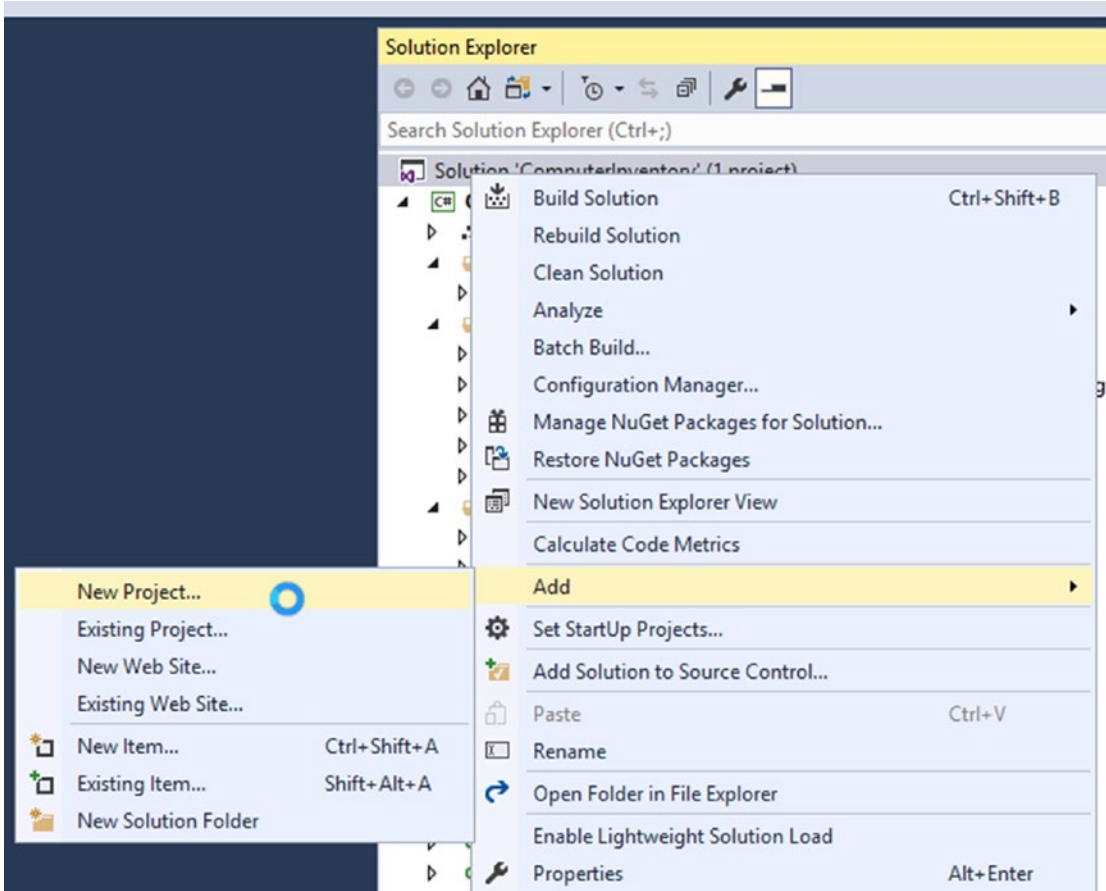 Solution Explorer
Search Solution Explorer (Ctrl+;)
Solution 'ComputerInventory' (1 project)
C#
Build Solution Ctrl+Shift+B
Rebuild Solution
Clean Solution
Analyze
Batch Build...
Configuration Manager...
Manage NuGet Packages for Solution...
Restore NuGet Packages
New Solution Explorer View
Calculate Code Metrics
Add
Set StartUp Projects...
Add Solution to Source Control...
Paste Ctrl+V
Rename
Open Folder in File Explorer
Enable Lightweight Solution Load
Properties Alt+Enter
New Project...
Existing Project...
New Web Site...
Existing Web Site...
New Item... Ctrl+Shift+A
Existing Item... Shift+Alt+A
New Solution Folder